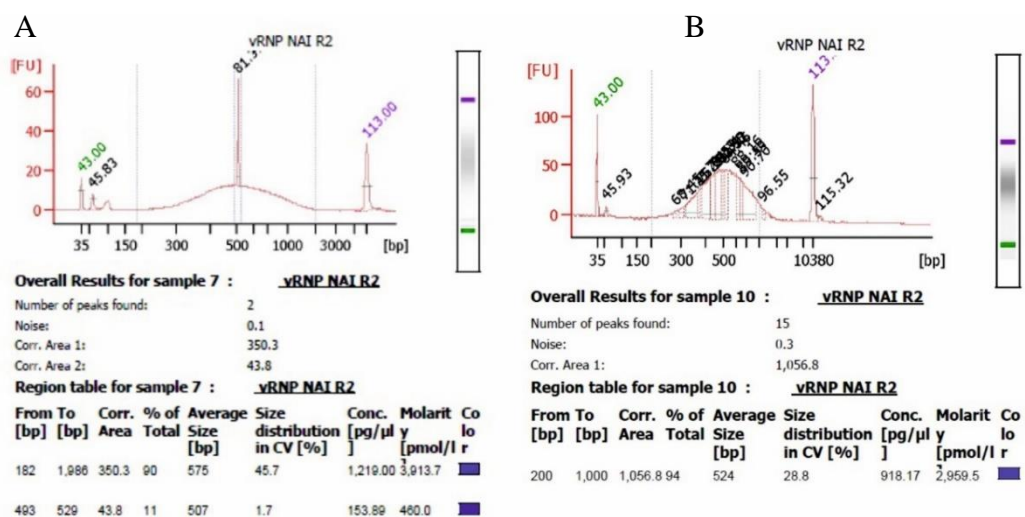 A
vRNP NAI R2
[FU]
60
40
20
0
43.00
45.83
113.00
35 150 300 500 1000 3000 [bp]
Overall Results for sample 7 : vRNP NAI R2
Number of peaks found: 2
Noise: 0.1
Corr. Area 1: 350.3
Corr. Area 2: 43.8
Region table for sample 7 : vRNP NAI R2
From To Corr. % of Average Size Conc. Molarit Co
[bp] [bp] Area Total Size distribution [pg/µl y lo
[bp] in CV [%] ] [pmol/l r
182 1,986 350.3 90 575 45.7 1,219.00 3,913.7
493 529 43.8 11 507 1.7 153.89 460.0
B
vRNP NAI R2
[FU]
100
50
0
43.00
45.93
96.55
113.
115.32
35 150 300 500 10380 [bp]
Overall Results for sample 10 : vRNP NAI R2
Number of peaks found: 15
Noise: 0.3
Corr. Area 1: 1,056.8
Region table for sample 10 : vRNP NAI R2
From To Corr. % of Average Size Conc. Molarit Co
[bp] [bp] Area Total Size distribution [pg/µl y lo
[bp] in CV [%] ] [pmol/l r
200 1,000 1,056.8 94 524 28.8 918.17 2,959.5